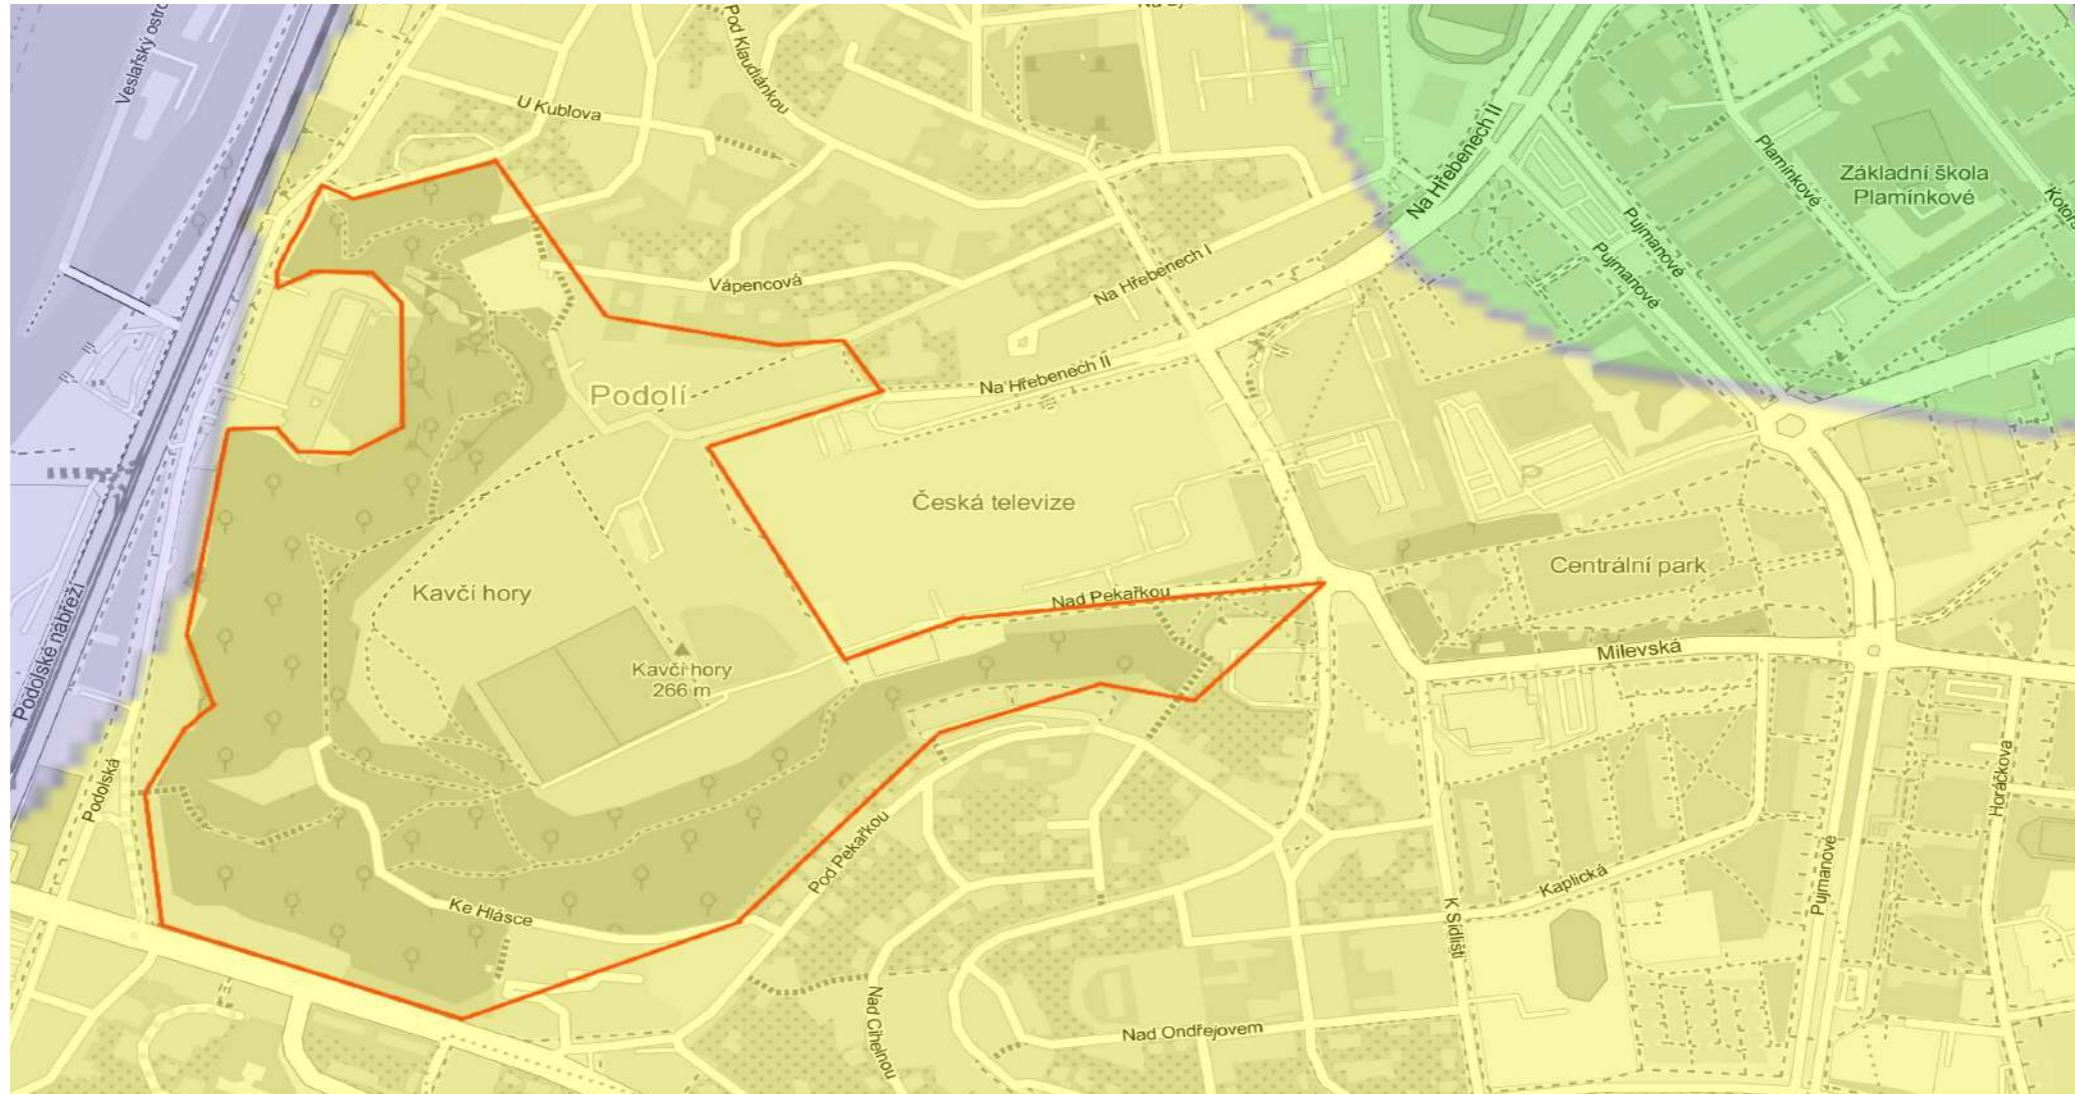 Pod Klaudiánkou
U Kublova
Na Hřebenech II
Plamínkové
Základní škola
Plamínkové
Pujmanové
Pujmanové
Vápencová
Na Hřebenech I
Na Hřebenech II
Podolí
Česká televize
Centrální park
Kavčí hory
Nad Pekařkou
Kavčí hory
266 m
Milevská
Podolské nábřeží
Podolská
Horáčkova
Pod Pekařkou
Kaplická
Pujmanové
Ke Hlásce
K Sídlišti
Nad Cihelnou
Nad Ondřejovem